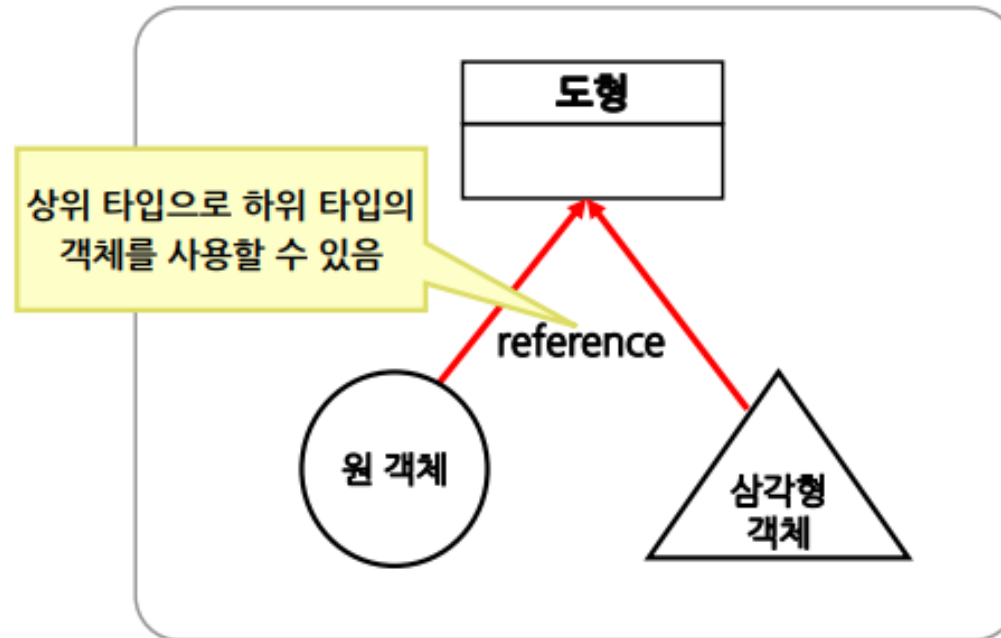 도형
상위 타입으로 하위 타입의
객체를 사용할 수 있음
reference
원 객체
삼각형
객체